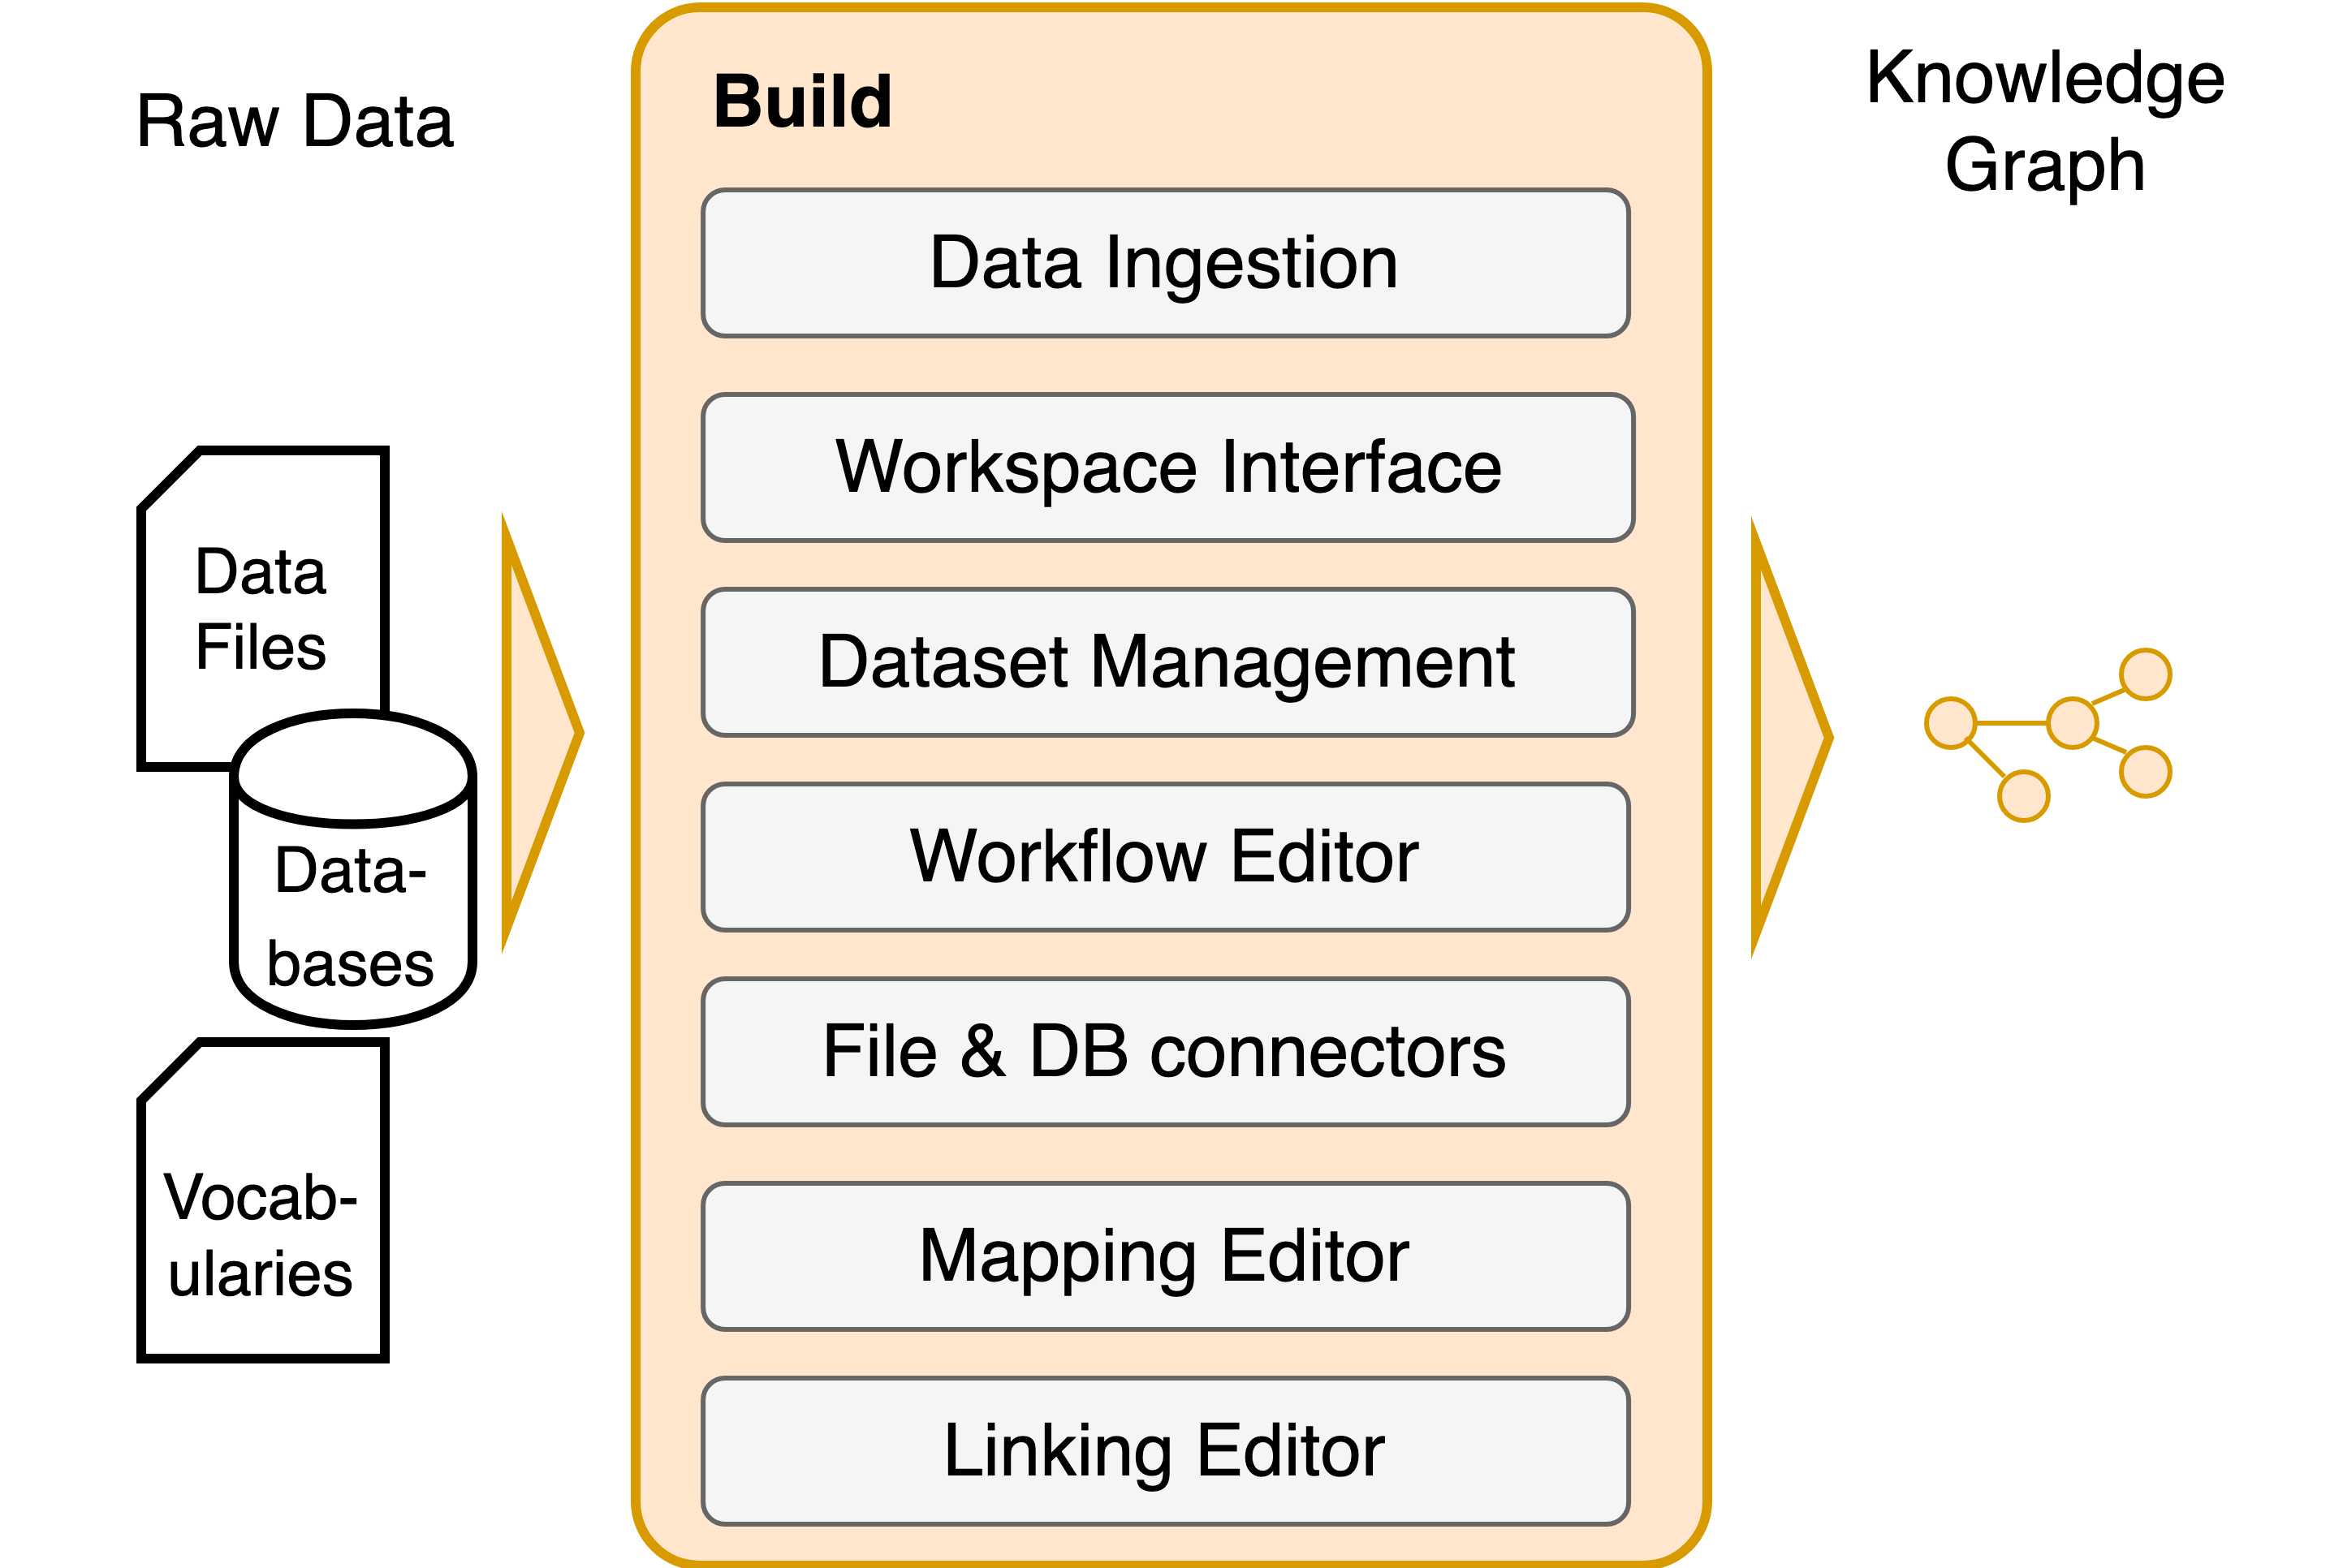 Raw Data
Data
Files
Data-
bases
Vocab-
ularies
Build
Data Ingestion
Workspace Interface
Dataset Management
Workflow Editor
File & DB connectors
Mapping Editor
Linking Editor
Knowledge
Graph